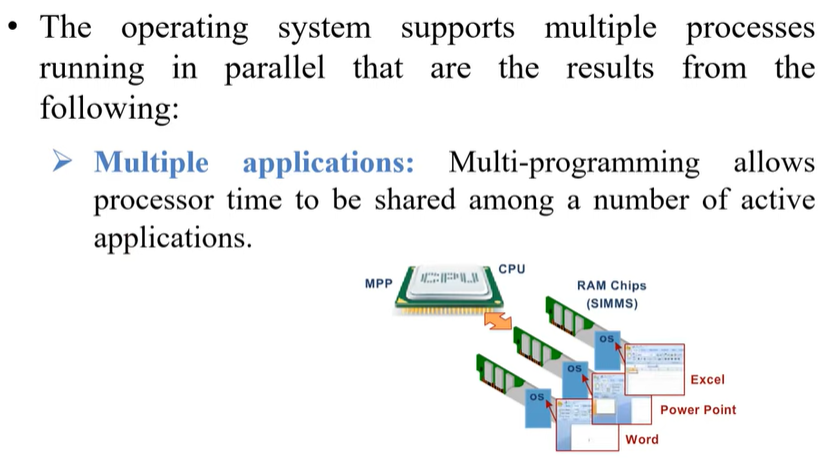 • The operating system supports multiple processes
running in parallel that are the results from the
following:
➢ Multiple applications: Multi-programming allows
processor time to be shared among a number of active
applications.
CPU
MPP
CPU
RAM Chips
(SIMMS)
OS
OS
OS
Excel
Power Point
Word